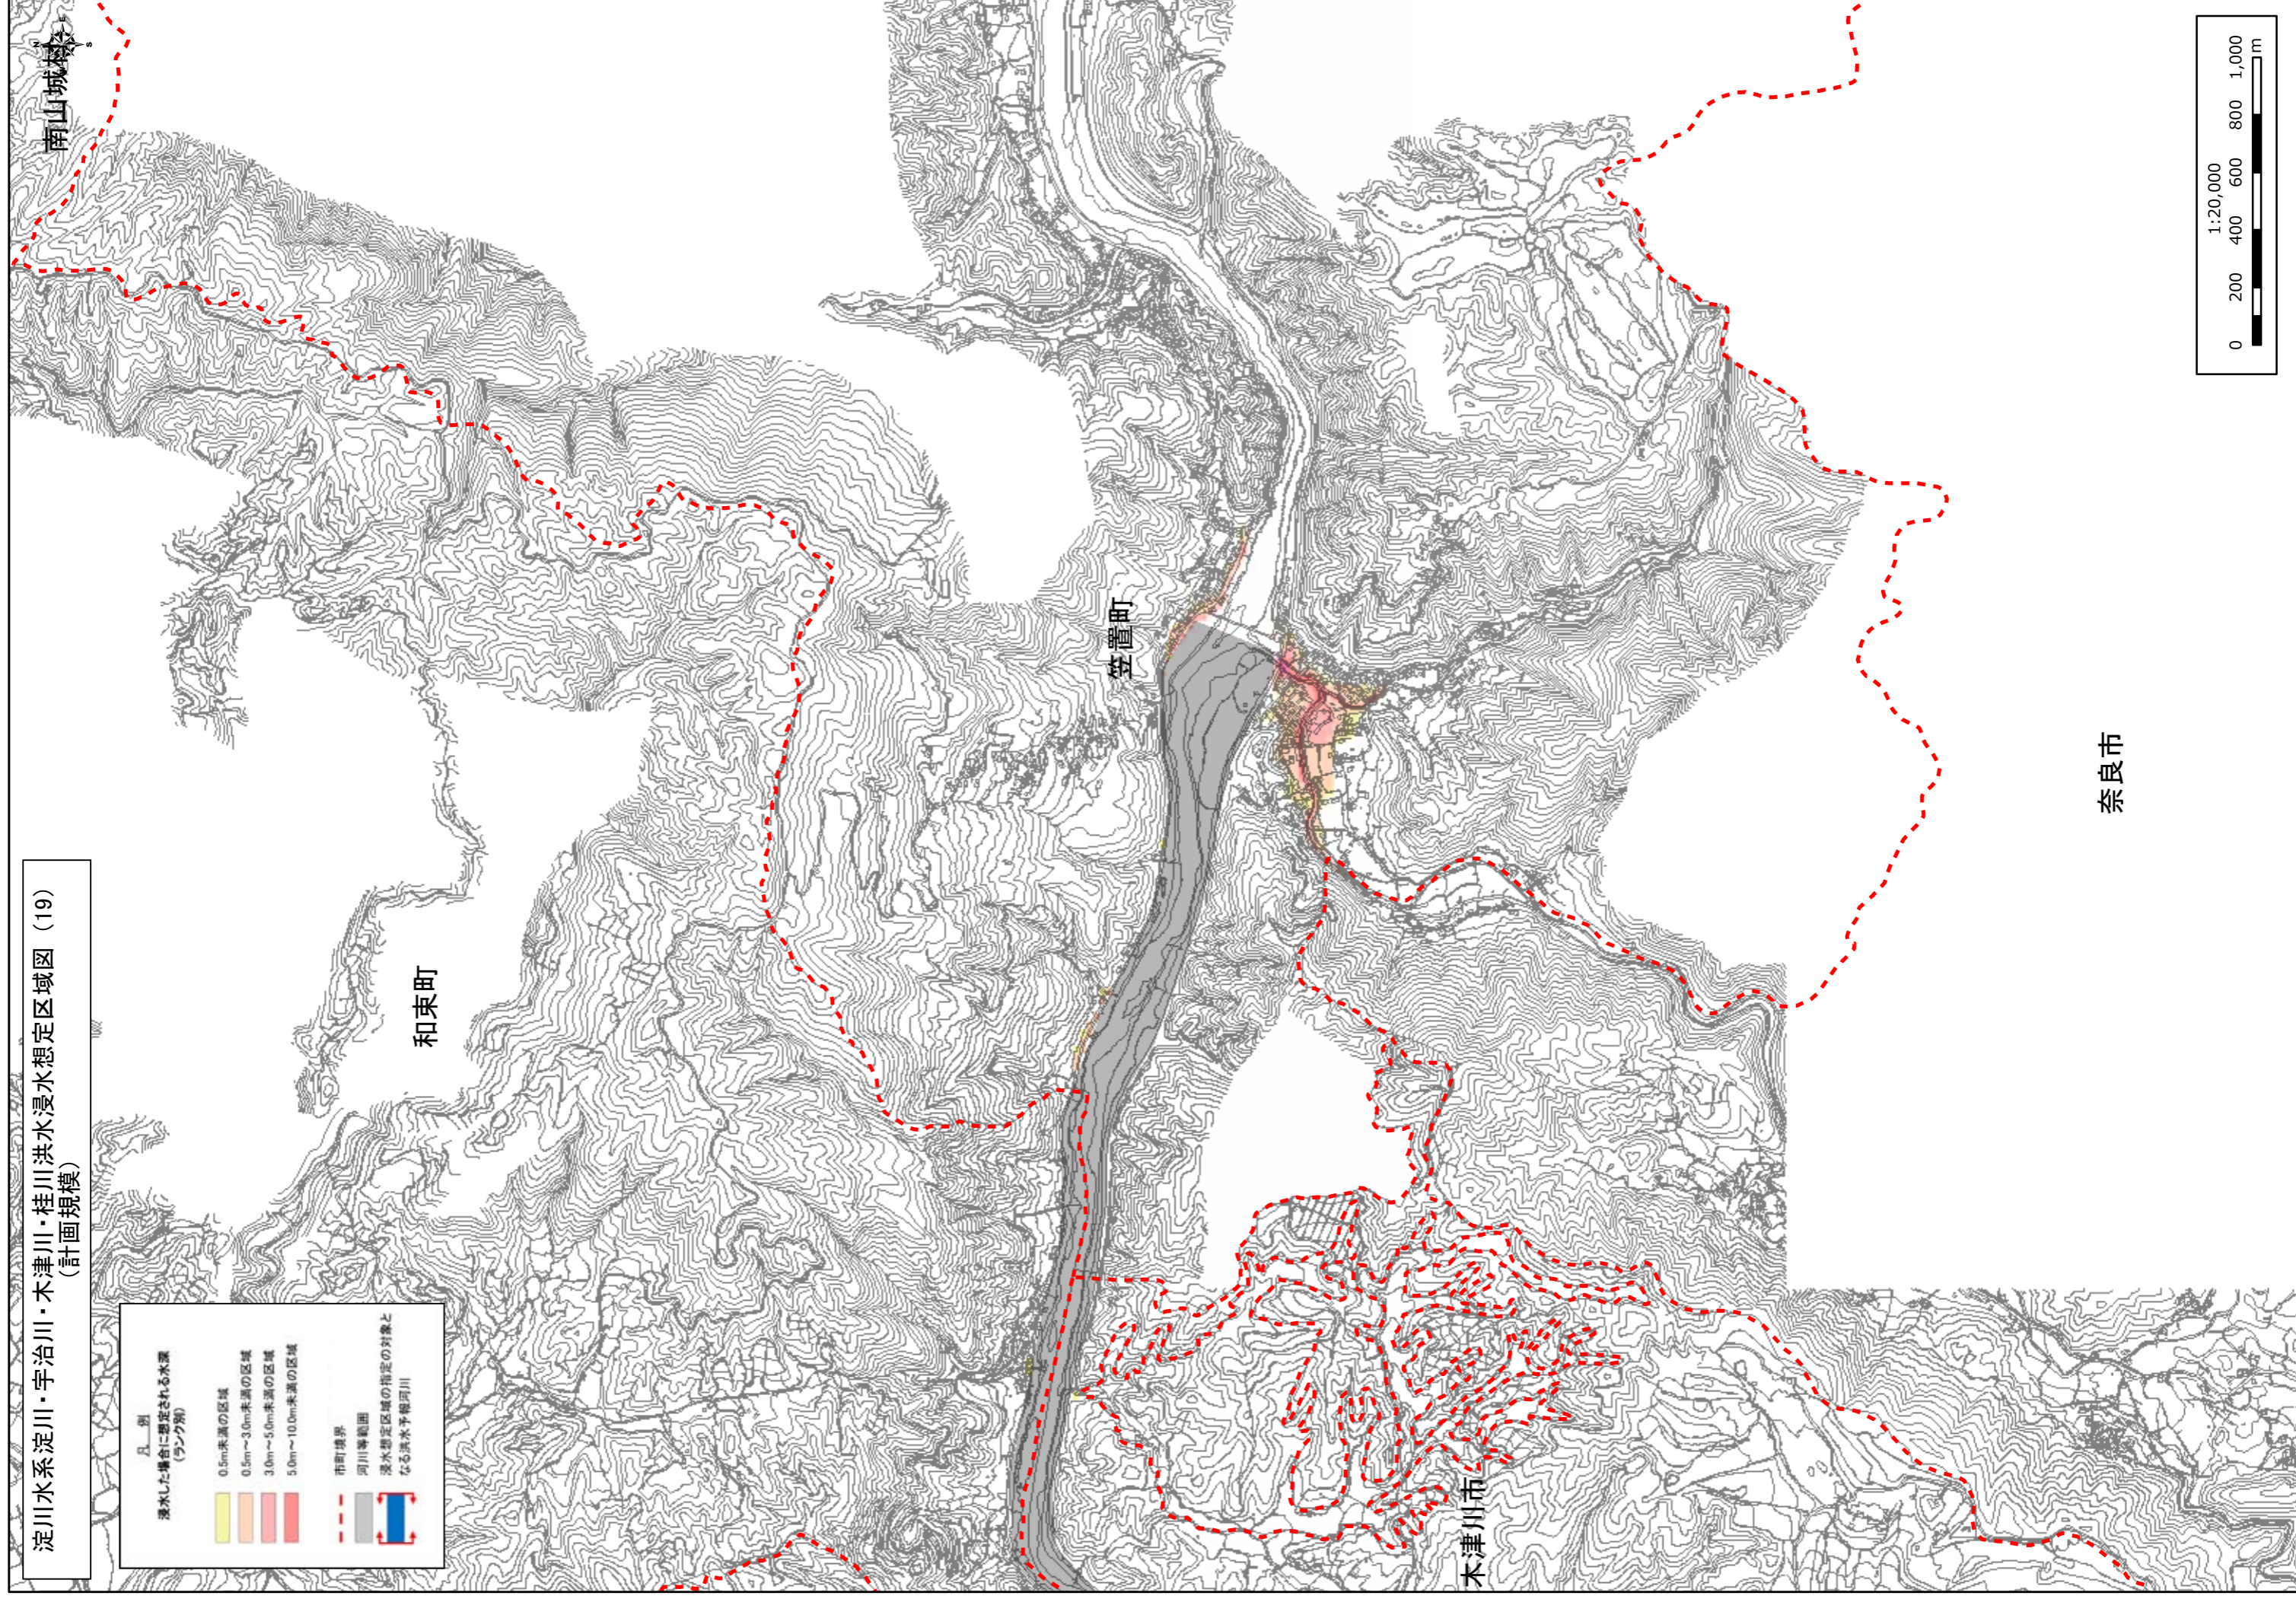 淀川水系淀川・宇治川・木津川・桂川洪水浸水想定区域図（19）
（計画規模）
凡 例
浸水した場合に想定される水深
(ランク別)
0.5m未満の区域
0.5m～3.0m未満の区域
3.0m～5.0m未満の区域
5.0m～10.0m未満の区域
市町境界
河川等範囲
浸水想定区域の指定の対象と
なる洪水予報河川
南山城村
N
E
S
和束町
笠置町
木津川市
奈良市
1:20,000
0 200 400 600 800 1,000
m